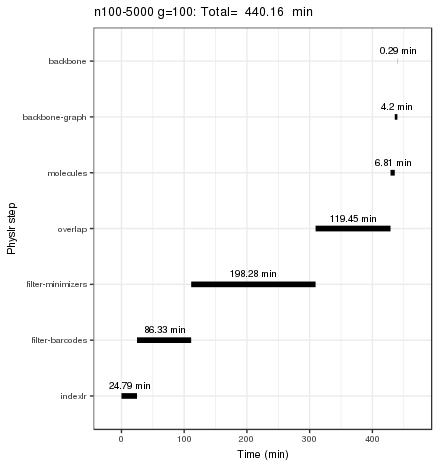 n100-5000 g=100: Total= 440.16 min
backbone
0.29 min
backbone-graph
4.2 min
molecules
6.81 min
overlap
119.45 min
filter-minimizers
198.28 min
filter-barcodes
86.33 min
indexlr
24.79 min
Physlr step
0 100 200 300 400
Time (min)